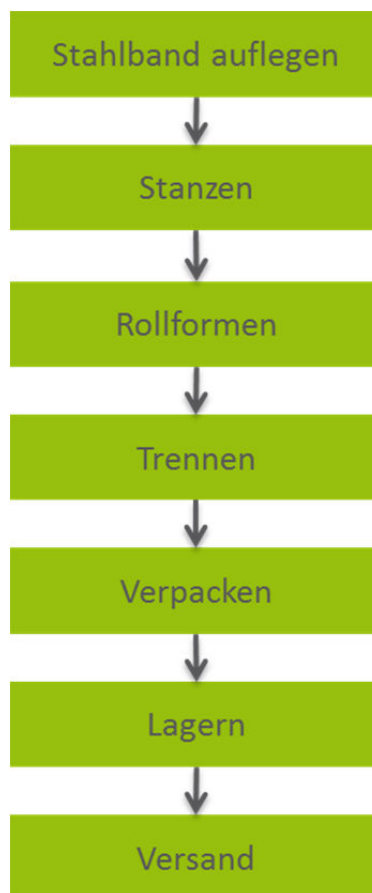 Stahlband auflegen
Stanzen
Rollformen
Trennen
Verpacken
Lagern
Versand